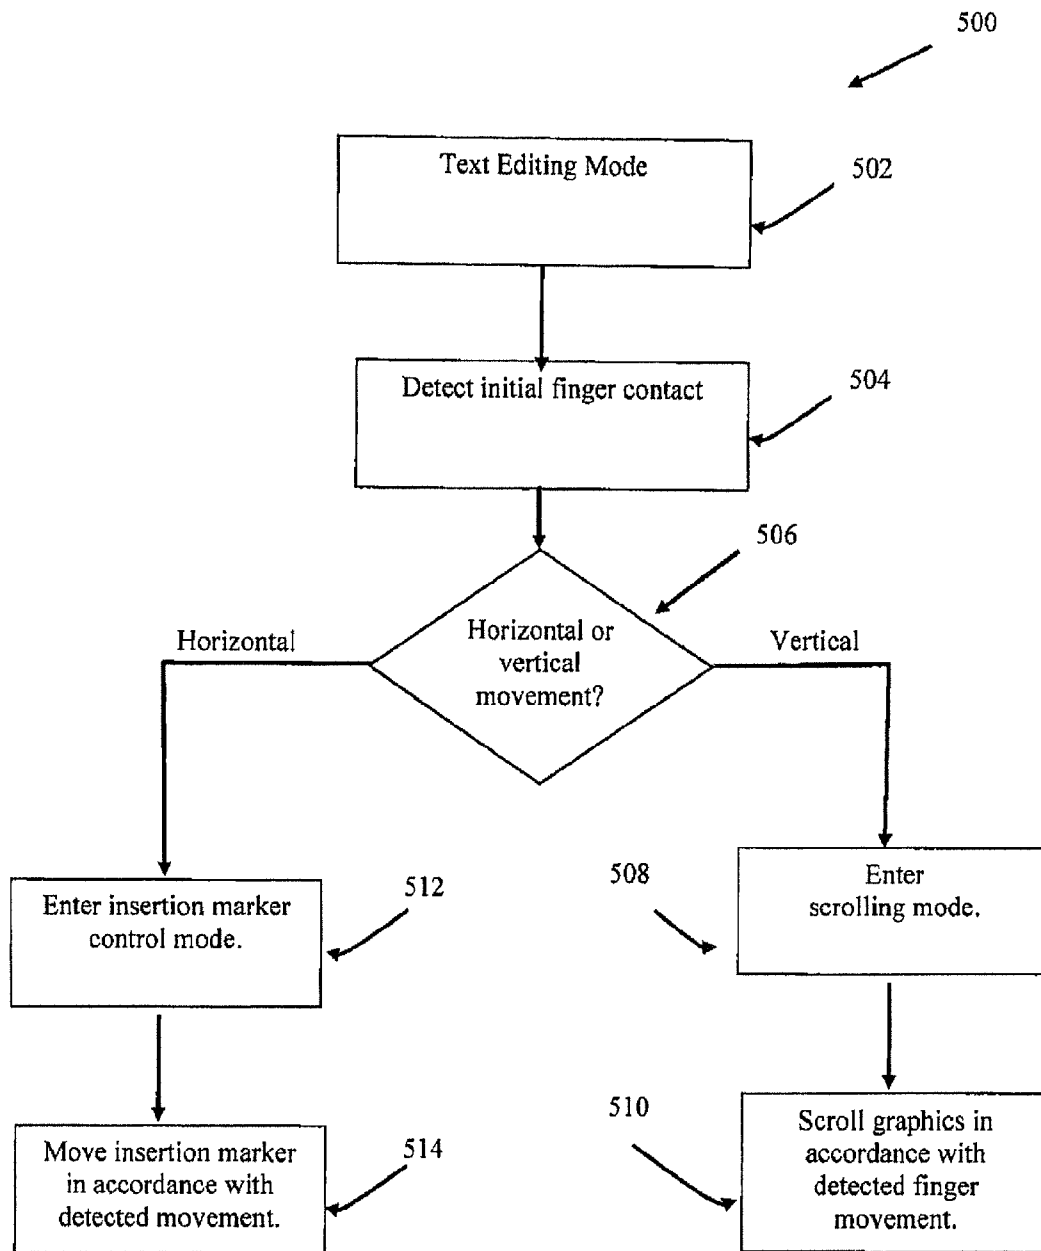 500
Text Editing Mode
502
Detect initial finger contact
504
506
Horizontal
Horizontal or
vertical
movement?
Vertical
Enter insertion marker
control mode.
512
508
Enter
scrolling mode.
Move insertion marker
in accordance with
detected movement.
514
510
Scroll graphics in
accordance with
detected finger
movement.